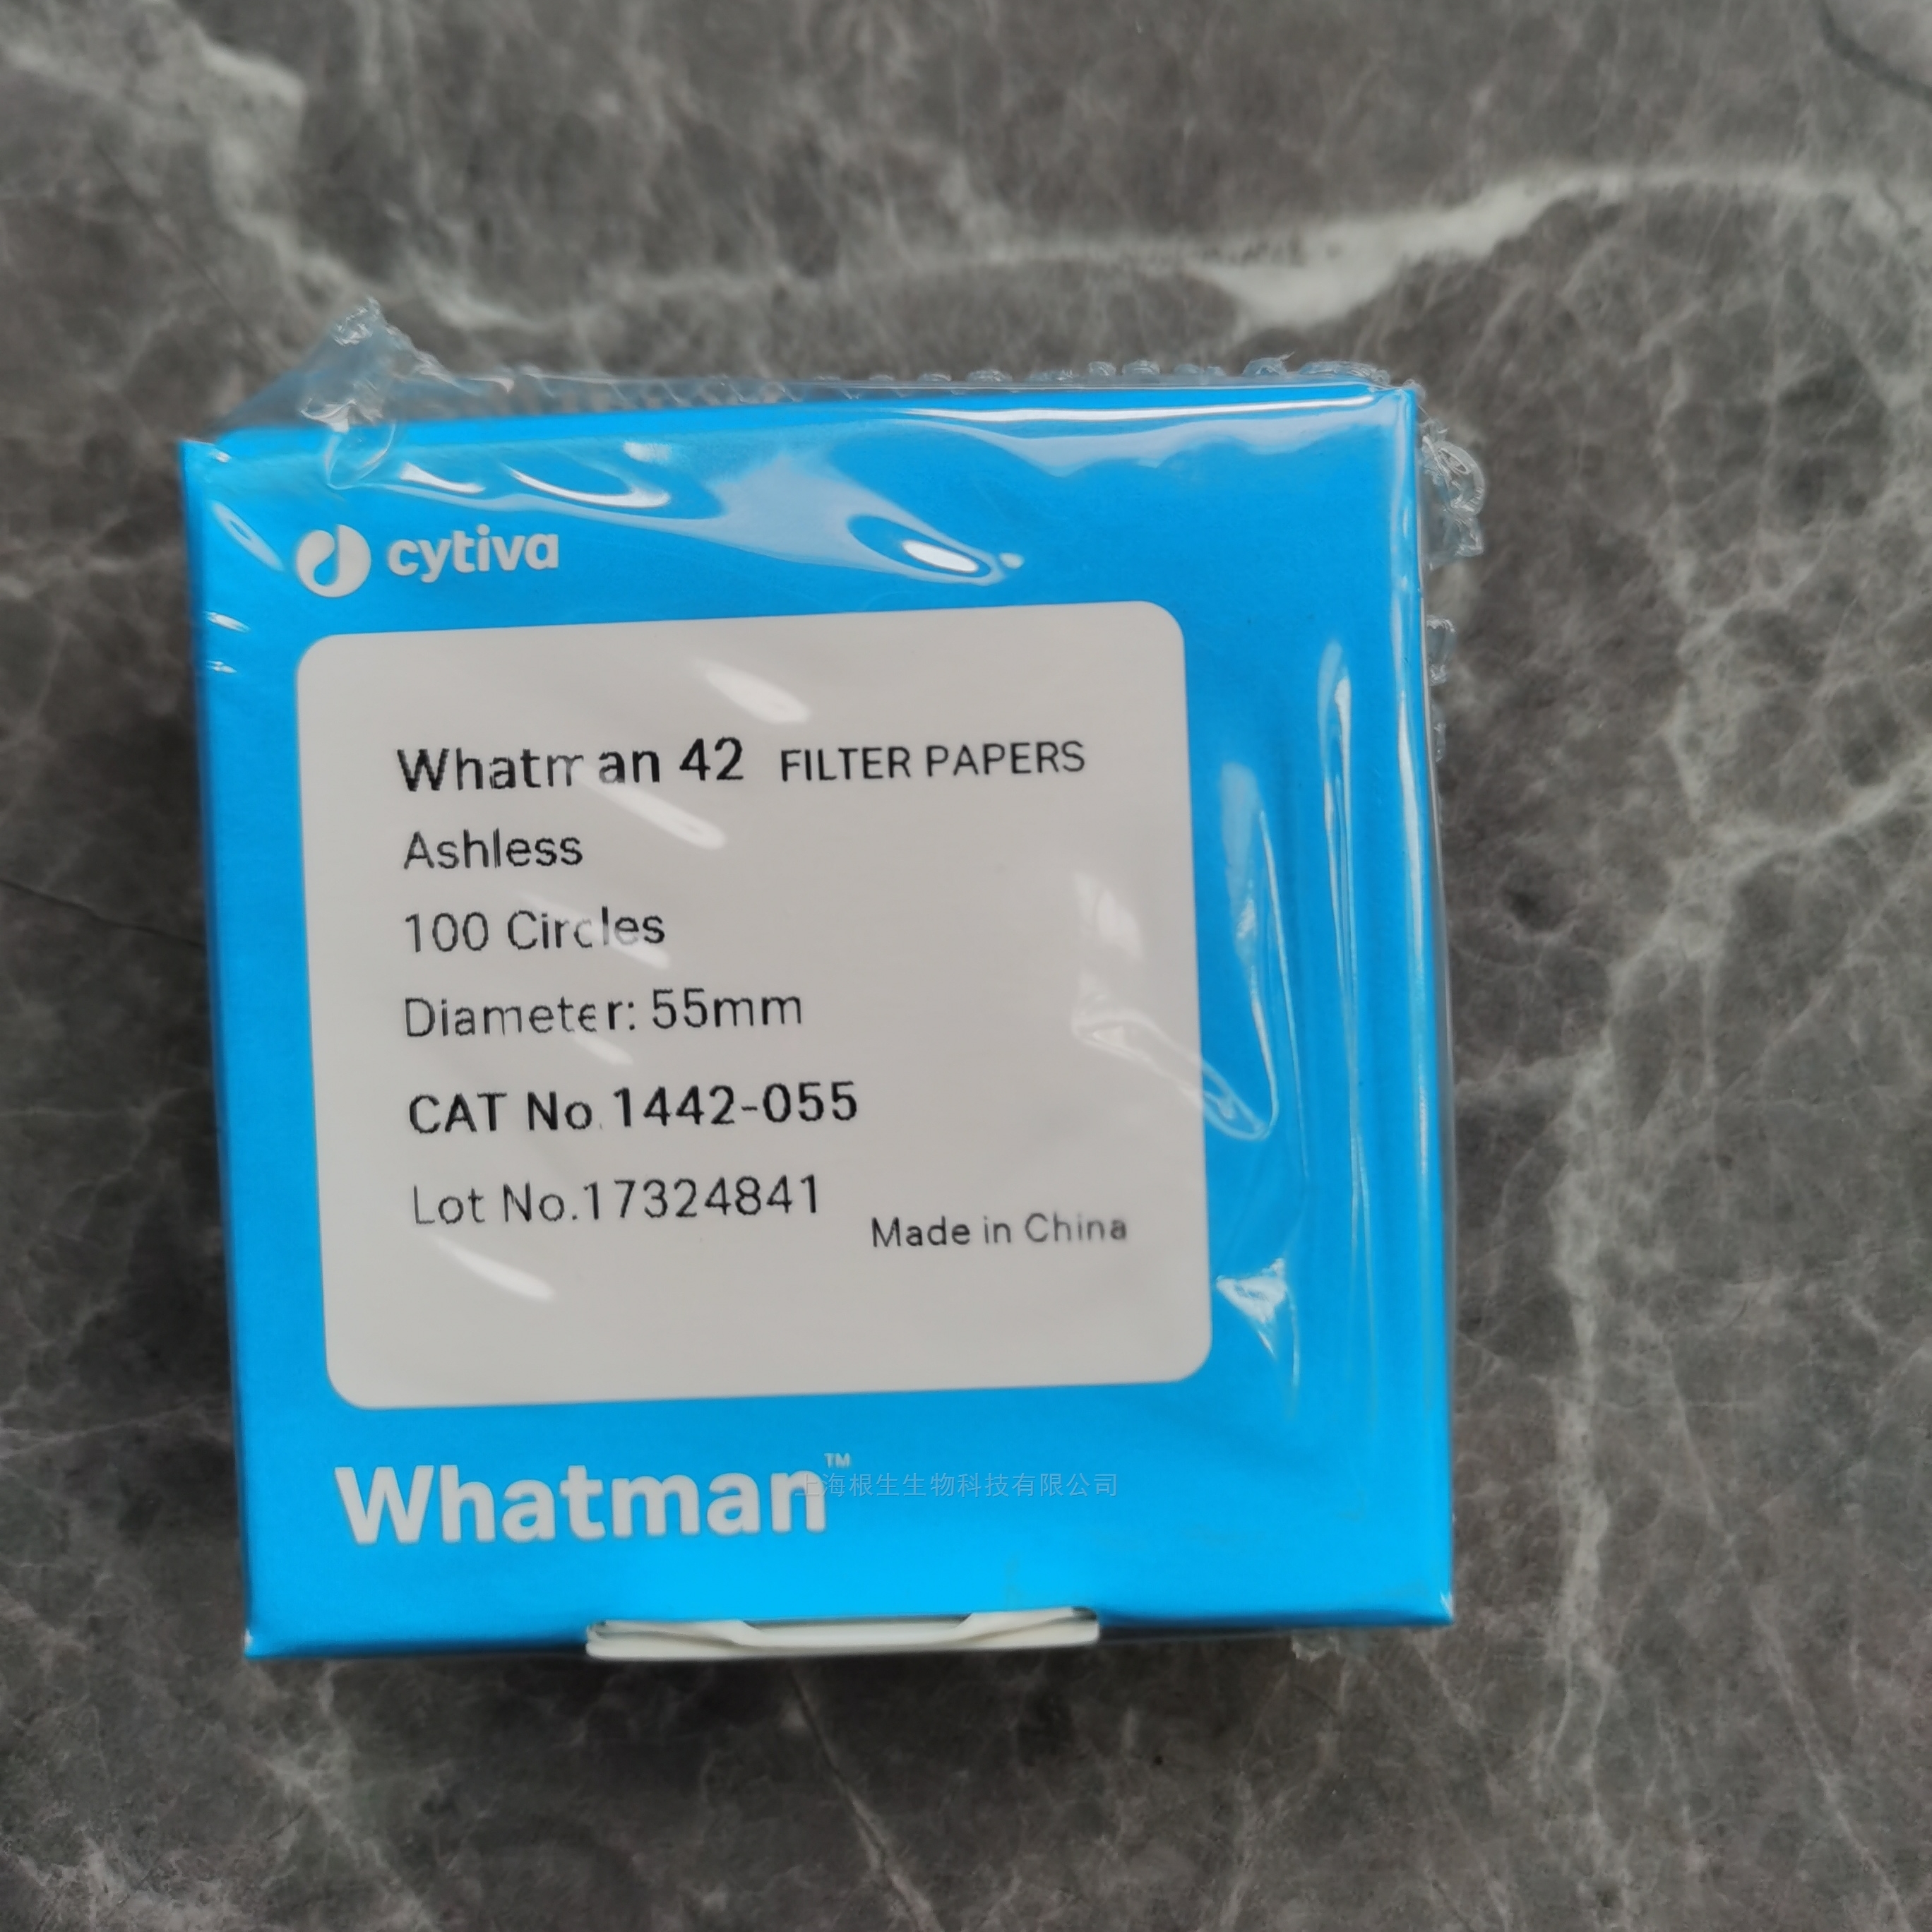 cytiva
Whatman 42 FILTER PAPERS
Ashless
100 Circles
Diameter: 55mm
CAT No.1442-055
Lot No.17324841
Made in China
Whatman™
上海根生生物科技有限公司